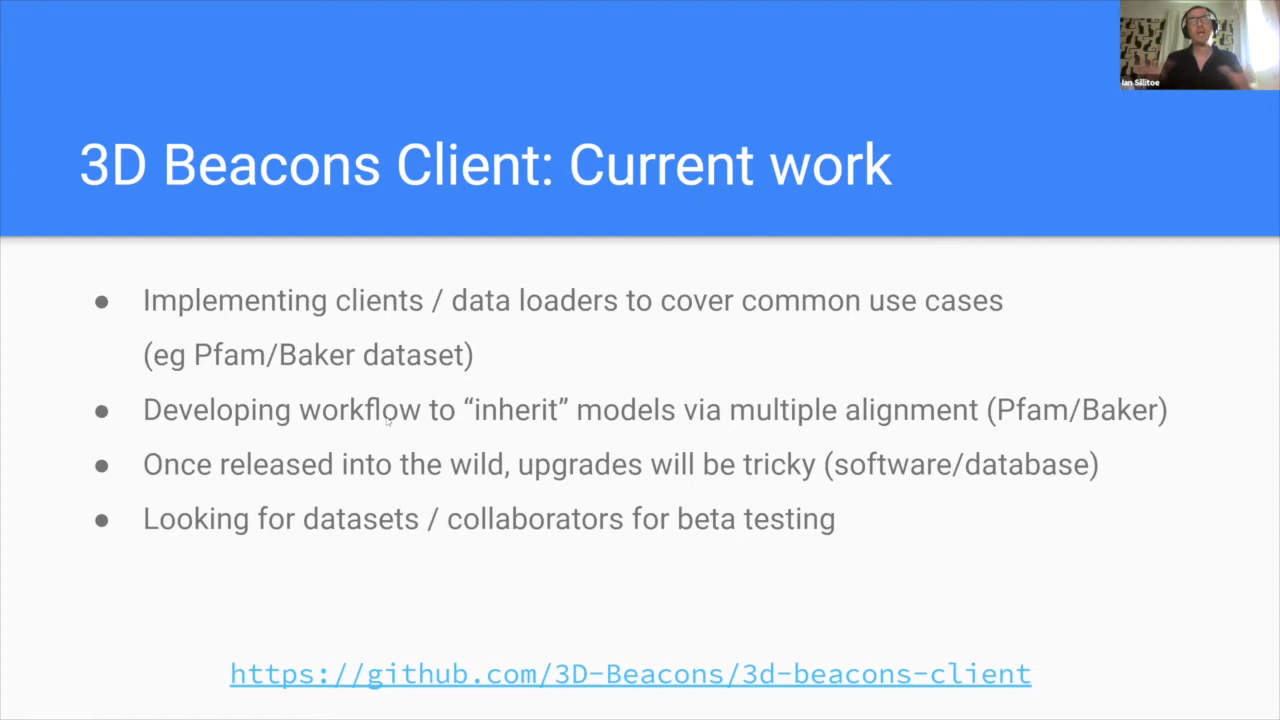 Ian Sillitoe
3D Beacons Client: Current work
● Implementing clients / data loaders to cover common use cases
(eg Pfam/Baker dataset)
● Developing workflow to “inherit” models via multiple alignment (Pfam/Baker)
● Once released into the wild, upgrades will be tricky (software/database)
● Looking for datasets / collaborators for beta testing
https://github.com/3D-Beacons/3d-beacons-client